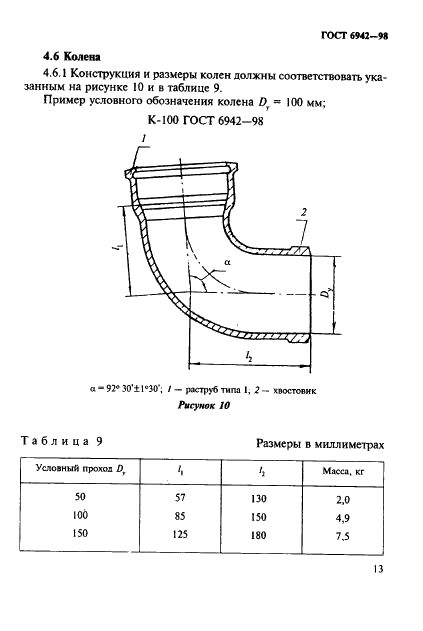 ГОСТ 6942—98
4.6 Колена
4.6.1 Конструкция и размеры колен должны соответствовать ука-
занным на рисунке 10 и в таблице 9.
Пример условного обозначения колена Dу = 100 мм;
К-100 ГОСТ 6942—98
1
2
l₁
α
Dу
l₂
α = 92° 30'±1°30'; 1 — раструб типа 1; 2 — хвостовик
Рисунок 10
Таблица 9 Размеры в миллиметрах
Условный проход Dу l₁ l₂ Масса, кг
50 57 130 2,0
100 85 150 4,9
150 125 180 7,5
13